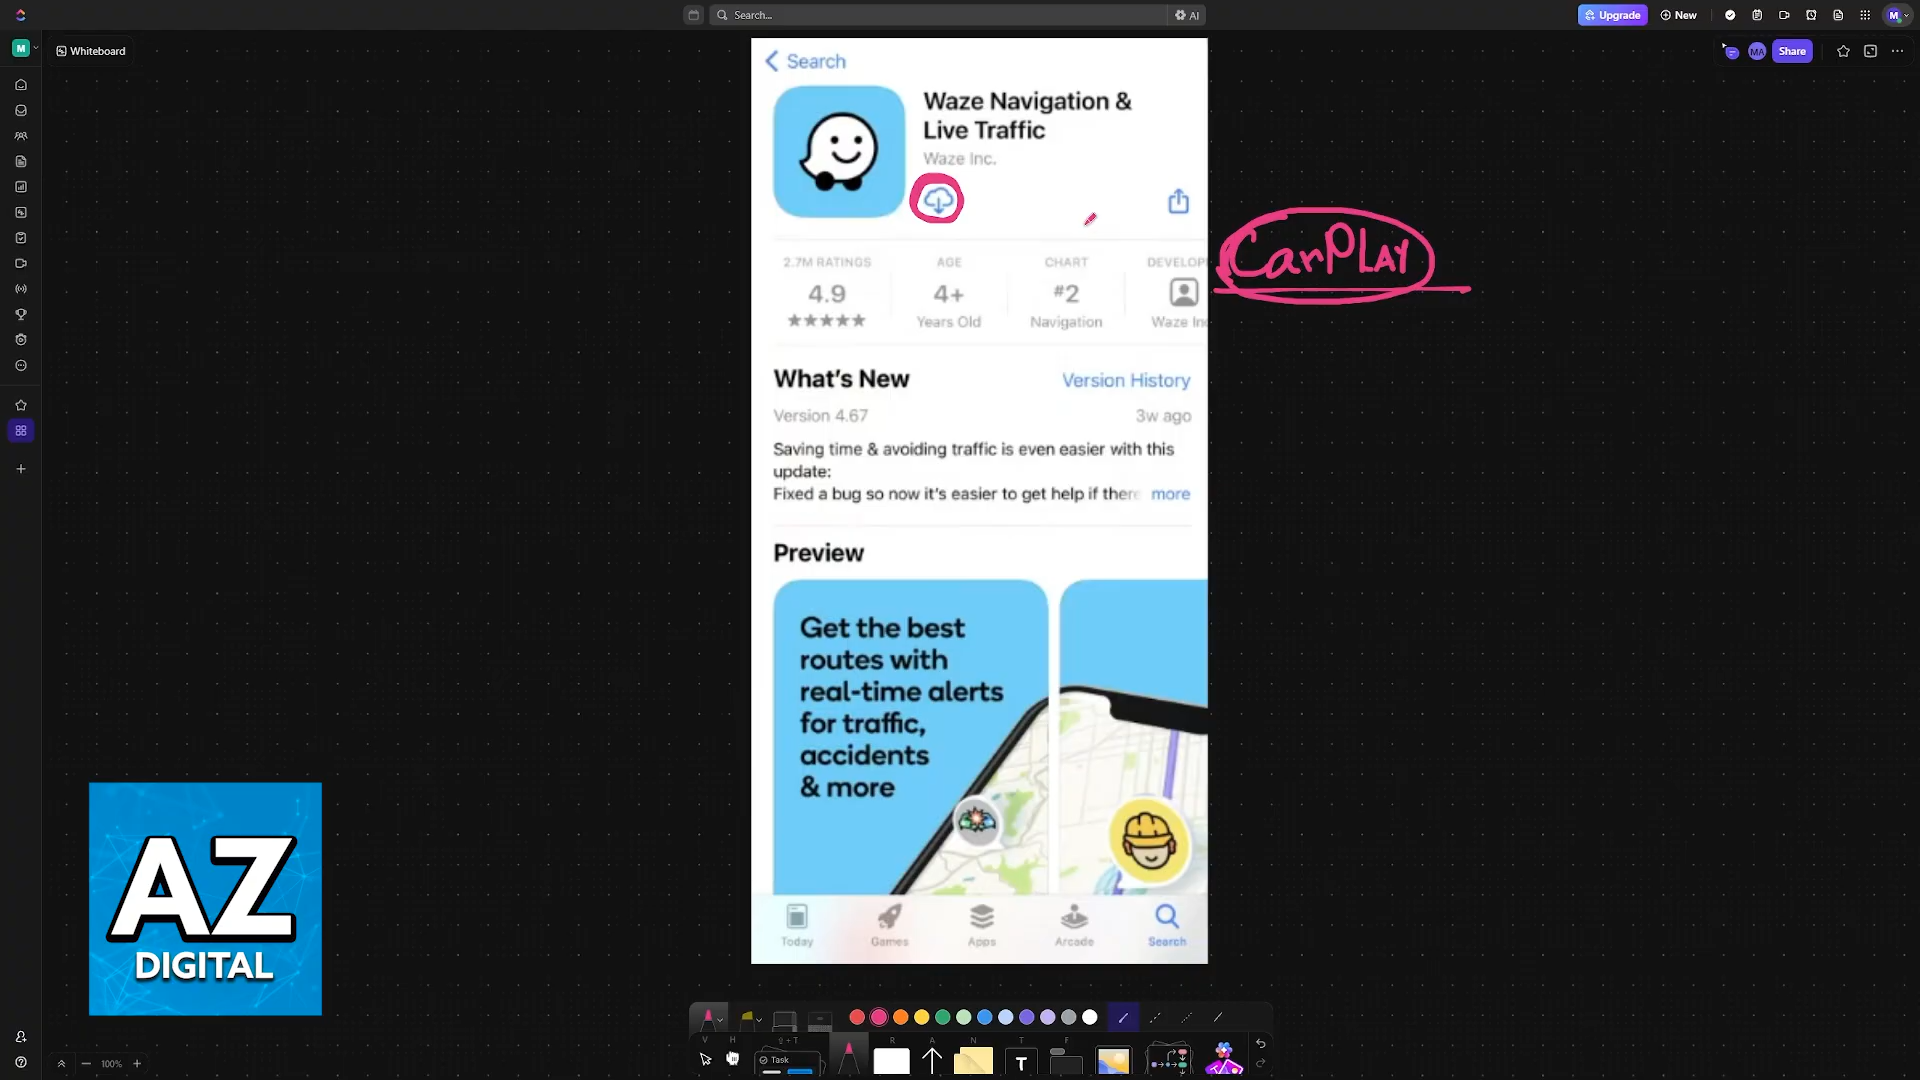 Search...
AI
Upgrade
New
M
M
Whiteboard
MA
Share
Search
Waze Navigation &
Live Traffic
Waze Inc.
CarPLAY
2.7M RATINGS
AGE
CHART
DEVELOP
4.9
4+
#2
★★★★★
Years Old
Navigation
Waze Inc
What's New
Version History
Version 4.67
3w ago
Saving time & avoiding traffic is even easier with this
update:
Fixed a bug so now it's easier to get help if there
more
Preview
Get the best
routes with
real-time alerts
for traffic,
accidents
& more
AZ
DIGITAL
Today
Games
Apps
Arcade
Search
V
H
⇧+T
R
A
N
T
F
Task
T
100%